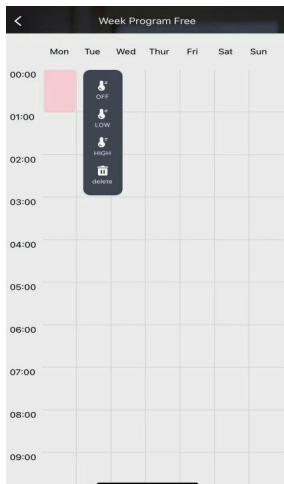 Week Program Free
Mon Tue Wed Thur Fri Sat Sun
00:00
OFF
01:00
LOW
HIGH
02:00
delete
03:00
04:00
05:00
06:00
07:00
08:00
09:00